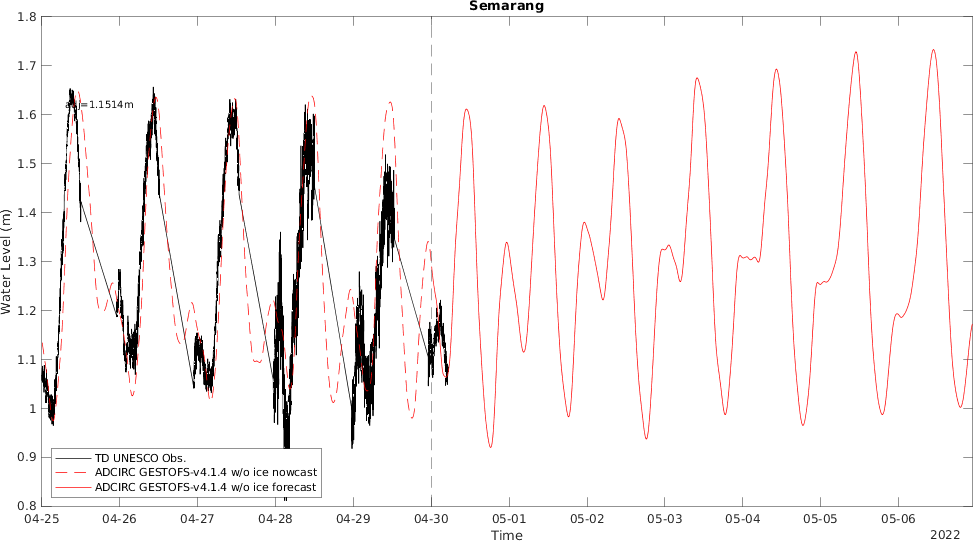 Semarang
1.8
1.7
1.6
1.5
1.4
1.3
1.2
1.1
1
0.9
0.8
Water Level (m)
=1.1514m
TD UNESCO Obs.
ADCIRC GESTOFS-v4.1.4 w/o ice nowcast
ADCIRC GESTOFS-v4.1.4 w/o ice forecast
04-25 04-26 04-27 04-28 04-29 04-30 05-01 05-02 05-03 05-04 05-05 05-06
Time
2022